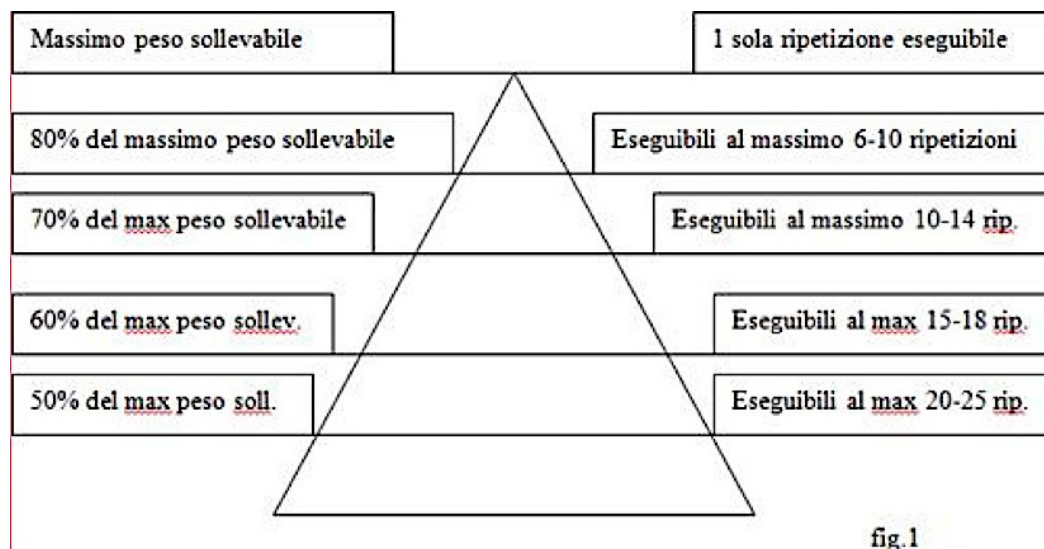 Massimo peso sollevabile
1 sola ripetizione eseguibile
80% del massimo peso sollevabile
Eseguibili al massimo 6-10 ripetizioni
70% del max peso sollevabile
Eseguibili al massimo 10-14 rip.
60% del max peso sollev.
Eseguibili al max 15-18 rip.
50% del max peso soll.
Eseguibili al max 20-25 rip.
fig.1